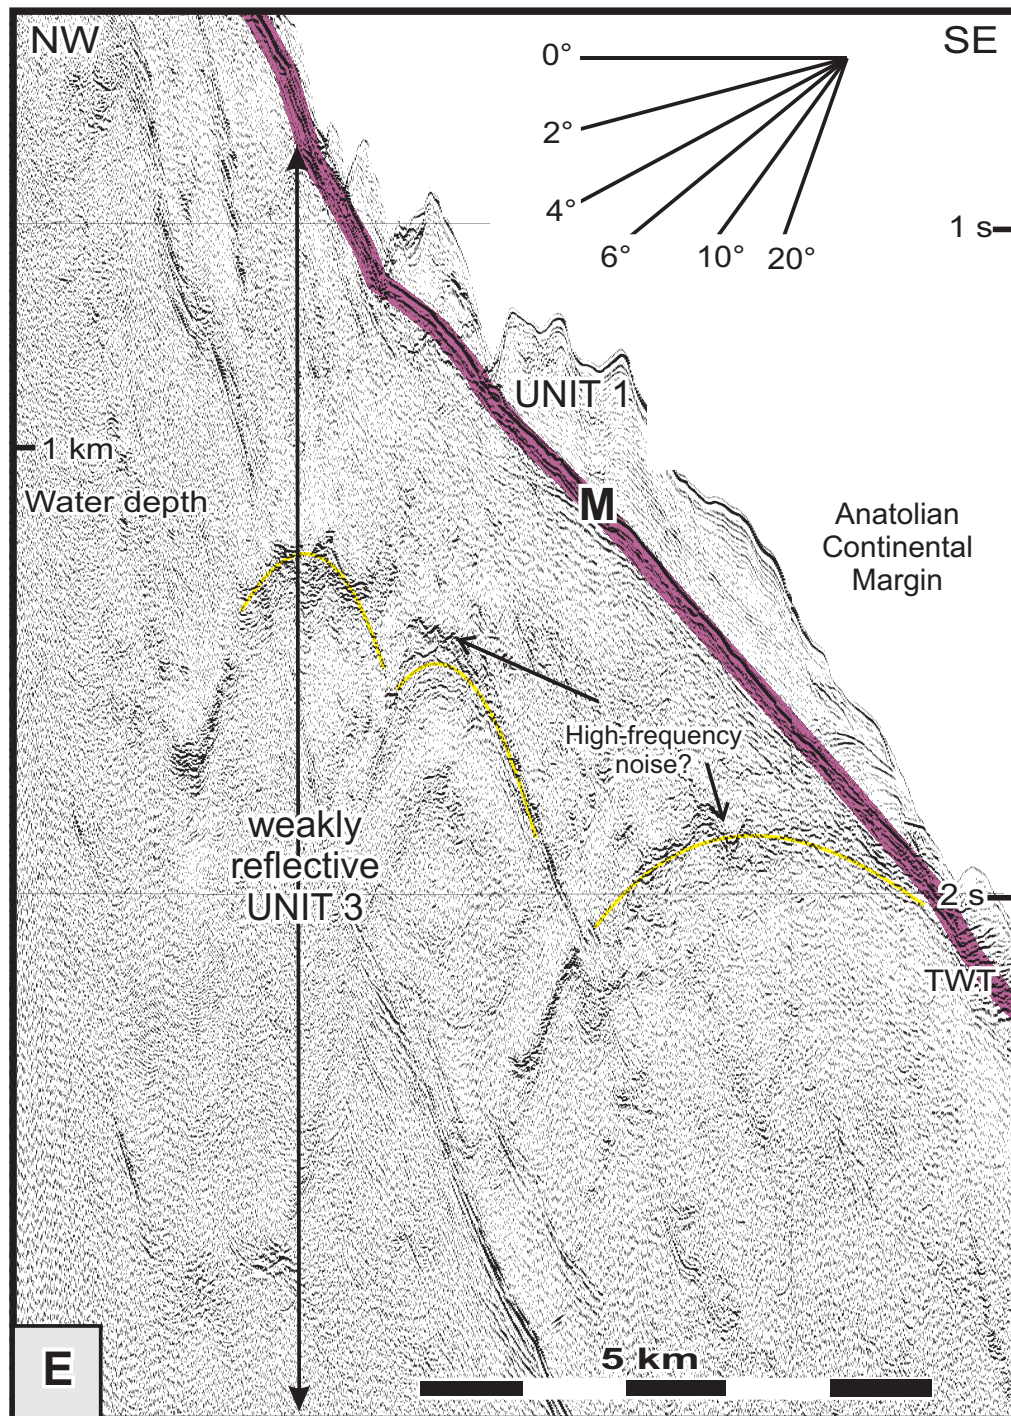 NW
SE
0°
2°
4°
6°
10°
20°
1 s
UNIT 1
1 km
Water depth
M
Anatolian
Continental
Margin
High-frequency
noise?
weakly
reflective
UNIT 3
2 s
TWT
E
5 km